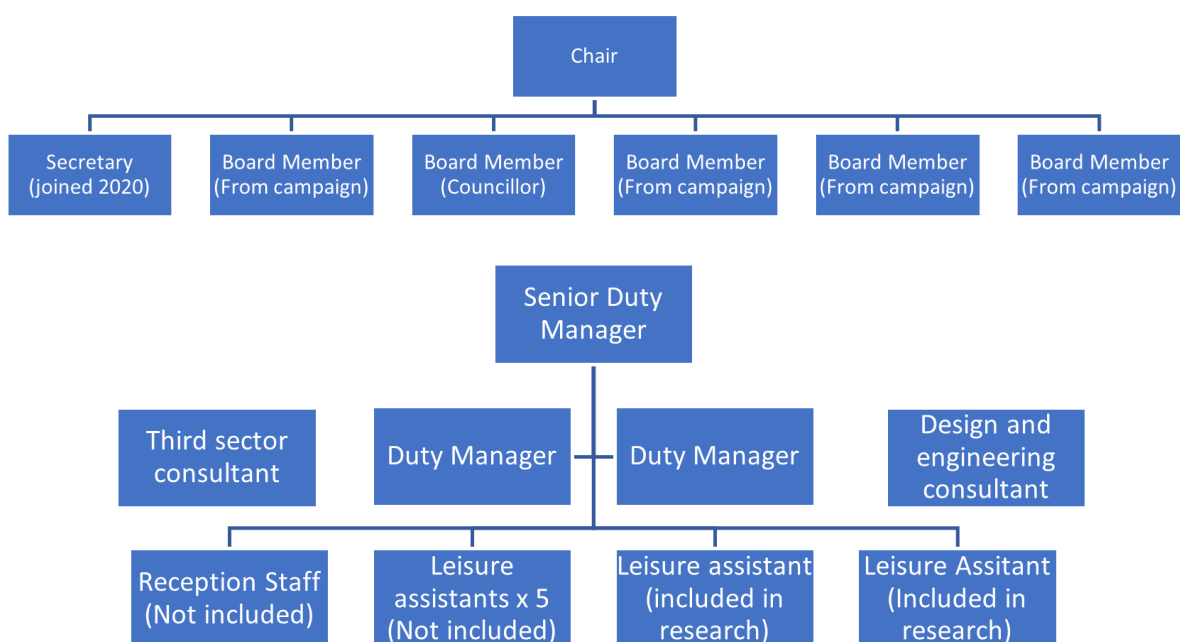 Chair
Secretary
(joined 2020)
Board Member
(From campaign)
Board Member
(Councillor)
Board Member
(From campaign)
Board Member
(From campaign)
Board Member
(From campaign)
Senior Duty
Manager
Third sector
consultant
Duty Manager
Duty Manager
Design and
engineering
consultant
Reception Staff
(Not included)
Leisure
assistants x 5
(Not included)
Leisure assistant
(included in
research)
Leisure Assitant
(Included in
research)